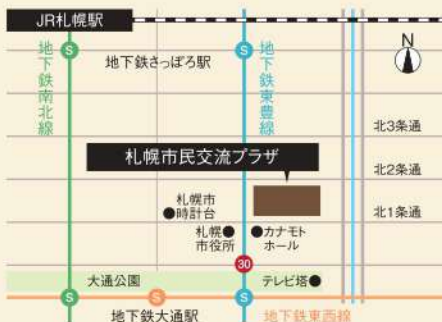 JR札幌駅
N
S
S
地下鉄さっぽろ駅
地下鉄南北線
地下鉄東豊線
北3条通
札幌市民交流プラザ
北2条通
札幌市
●時計台
北1条通
札幌●
市役所
●カナモト
ホール
30
大通公園
テレビ塔●
S
S
S
地下鉄大通駅
地下鉄東西線